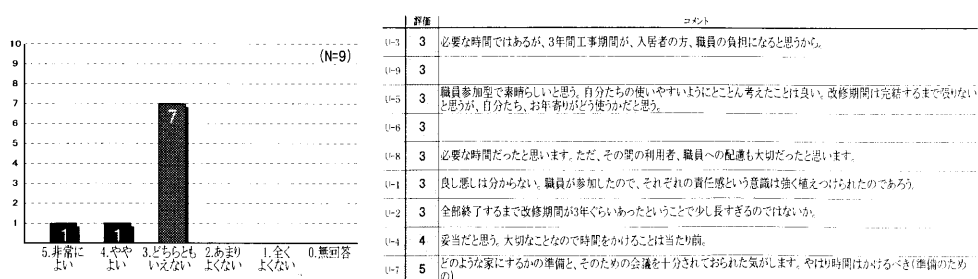 (N=9)
10
9
8
7
6
5
4
3
2
1
1
1
7
5.非常に
よい
4.やや
よい
3.どちらとも
いえない
2.あまり
よくない
1.全く
よくない
0.無回答
評価 コメント
U-3 3 必要な時間ではあるが、3年間工事期間が、入居者の方、職員の負担になると思うから。
U-9 3
U-5 3 職員参加型で素晴らしいと思う。自分たちの使いやすいようにとことん考えたことは良い。改修期間は完結するまで張りない
と思うが、自分たち、お年寄りがどう使うかだと思う。
U-6 3
U-8 3 必要な時間だったと思います。ただ、その間の利用者、職員への配慮も大切だったと思います。
U-1 3 良し悪しは分からない。職員が参加したので、それぞれの責任感という意識は強く植えつけられたのであろう。
U-2 3 全部終了するまで改修期間が3年ぐらいあったということで少し長すぎるのではないか。
U-4 4 妥当だと思う。大切なことなので時間をかけることは当たり前。
U-7 5 どのような家にするかの準備と、そのための会議を十分されておられた気がします。やはり時間はかけるべき(準備のため
の)